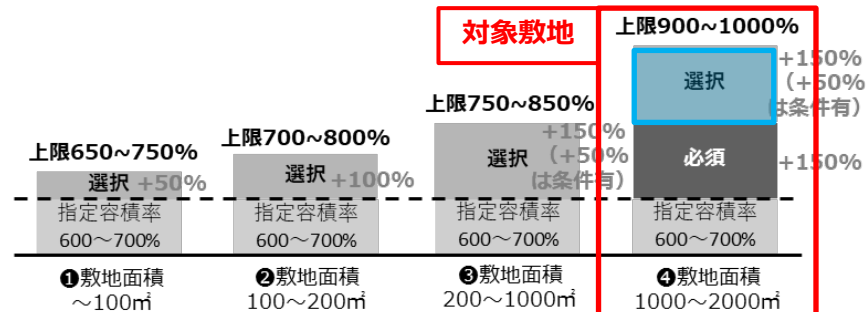 対象敷地
上限650~750%
選択 +50%
指定容積率
600~700%
❶敷地面積
~100㎡
上限700~800%
選択 +100%
指定容積率
600~700%
❷敷地面積
100~200㎡
上限750~850%
選択
+150%
(+50%
は条件有)
指定容積率
600~700%
❸敷地面積
200~1000㎡
上限900~1000%
選択
+150%
(+50%
は条件有)
必須 +150%
指定容積率
600~700%
❹敷地面積
1000~2000㎡